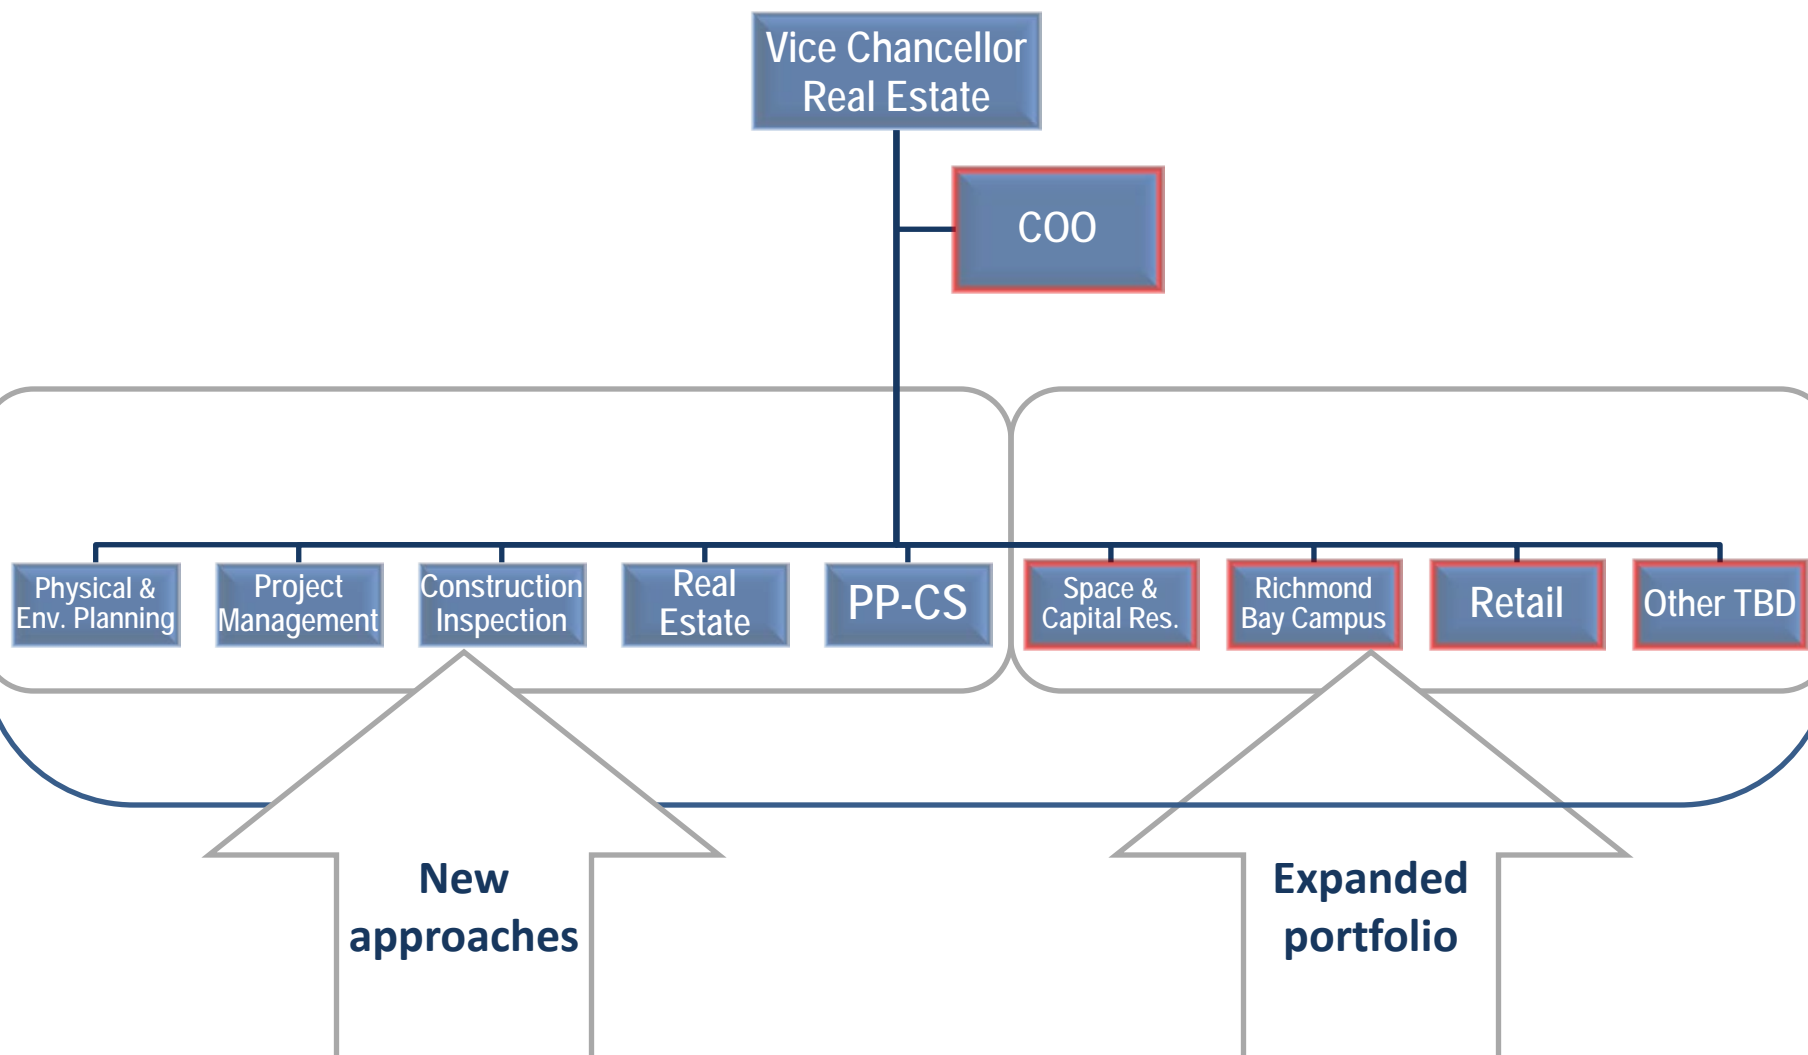 Vice Chancellor
Real Estate
COO
Physical &
Env. Planning
Project
Management
Construction
Inspection
Real
Estate
PP-CS
Space &
Capital Res.
Richmond
Bay Campus
Retail
Other TBD
New
approaches
Expanded
portfolio